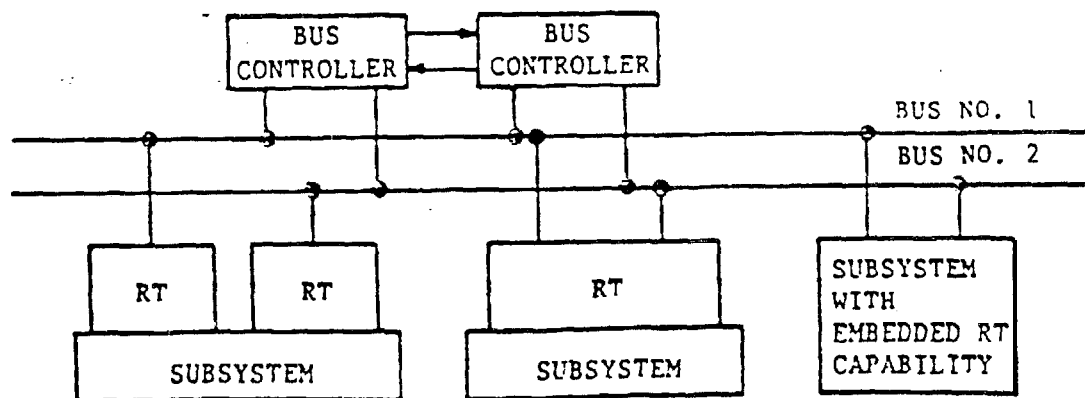 BUS
CONTROLLER
BUS
CONTROLLER
BUS NO. 1
BUS NO. 2
RT
RT
RT
SUBSYSTEM
WITH
EMBEDDED RT
CAPABILITY
SUBSYSTEM
SUBSYSTEM